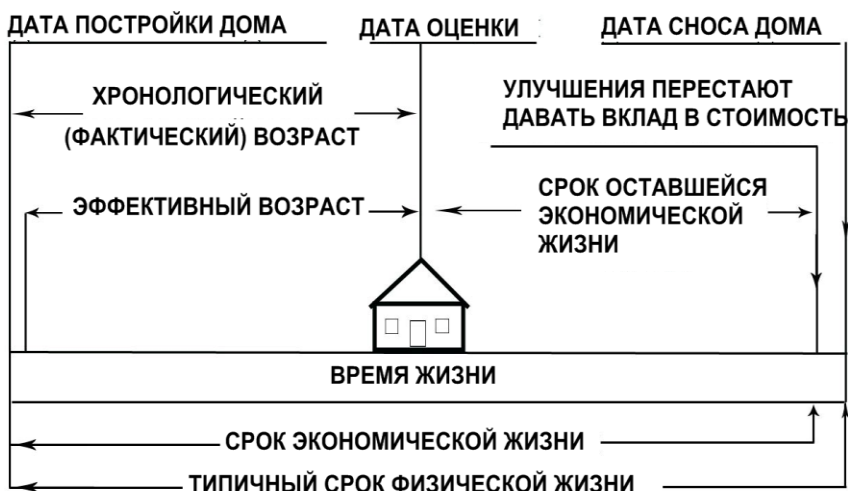 ДАТА ПОСТРОЙКИ ДОМА
ДАТА ОЦЕНКИ
ДАТА СНОСА ДОМА
ХРОНОЛОГИЧЕСКИЙ
(ФАКТИЧЕСКИЙ) ВОЗРАСТ
УЛУЧШЕНИЯ ПЕРЕСТАЮТ
ДАВАТЬ ВКЛАД В СТОИМОСТЬ
ЭФФЕКТИВНЫЙ ВОЗРАСТ
СРОК ОСТАВШЕЙСЯ
ЭКОНОМИЧЕСКОЙ
ЖИЗНИ
ВРЕМЯ ЖИЗНИ
СРОК ЭКОНОМИЧЕСКОЙ ЖИЗНИ
ТИПИЧНЫЙ СРОК ФИЗИЧЕСКОЙ ЖИЗНИ